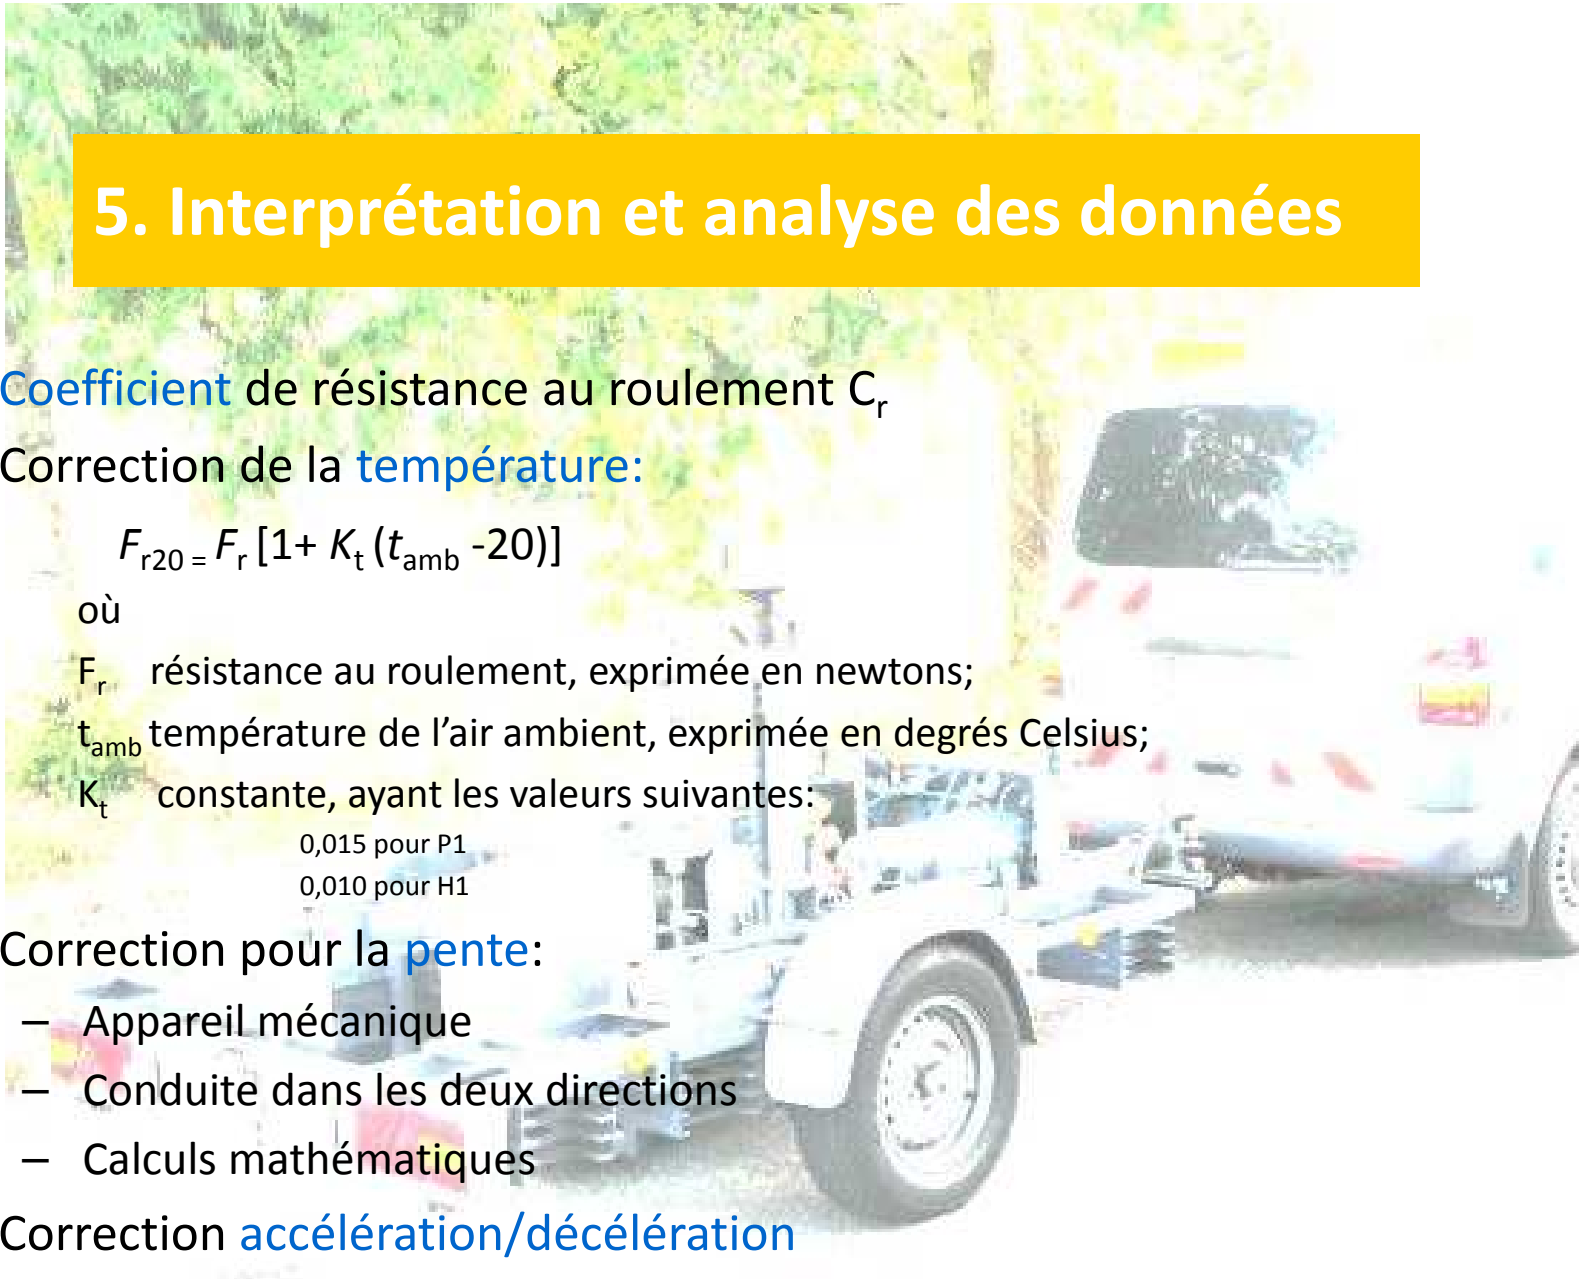 5. Interprétation et analyse des données
Coefficient de résistance au roulement Cr
Correction de la température:
Fr20 = Fr [1+ Kt (tamb -20)]
où
Fr résistance au roulement, exprimée en newtons;
tamb température de l’air ambient, exprimée en degrés Celsius;
Kt constante, ayant les valeurs suivantes:
0,015 pour P1
0,010 pour H1
Correction pour la pente:
– Appareil mécanique
– Conduite dans les deux directions
– Calculs mathématiques
Correction accélération/décélération